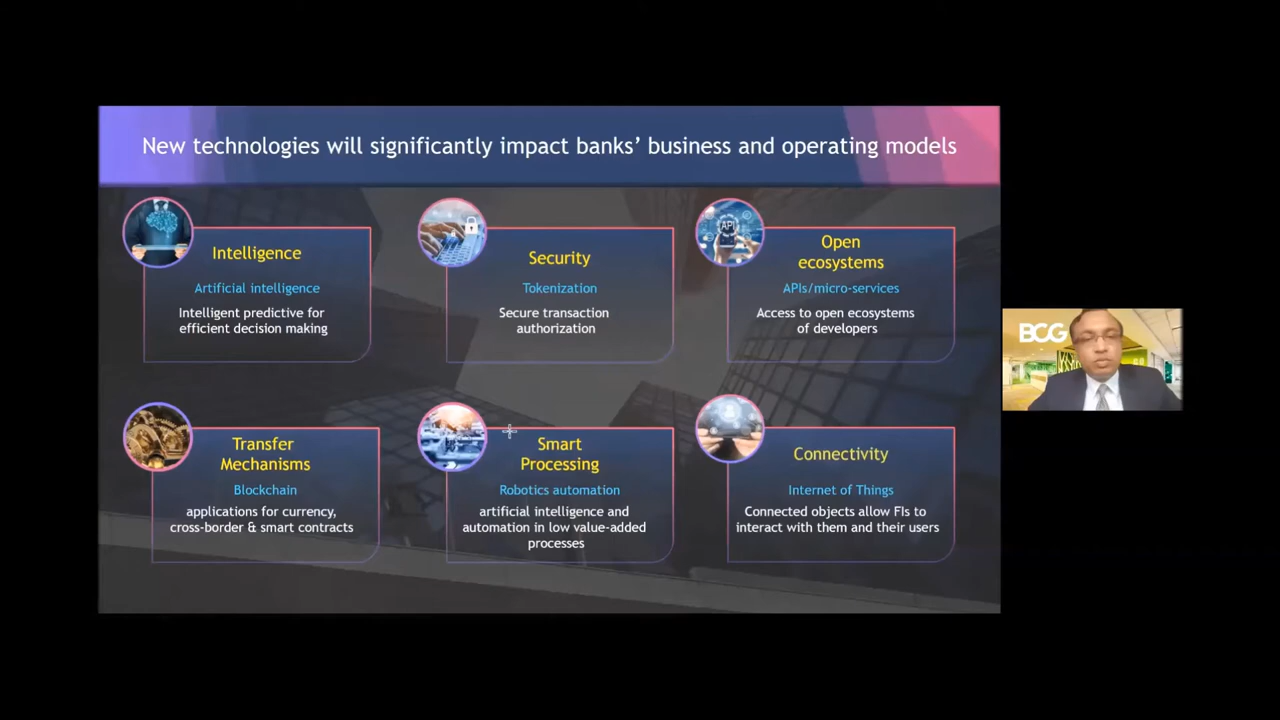 New technologies will significantly impact banks' business and operating models
Intelligence
Artificial intelligence
Intelligent predictive for
efficient decision making
Security
Tokenization
Secure transaction
authorization
API
Open
ecosystems
APIs/micro-services
Access to open ecosystems
of developers
BCG
Transfer
Mechanisms
Blockchain
applications for currency,
cross-border & smart contracts
Smart
Processing
Robotics automation
artificial intelligence and
automation in low value-added
processes
Connectivity
Internet of Things
Connected objects allow FIs to
interact with them and their users